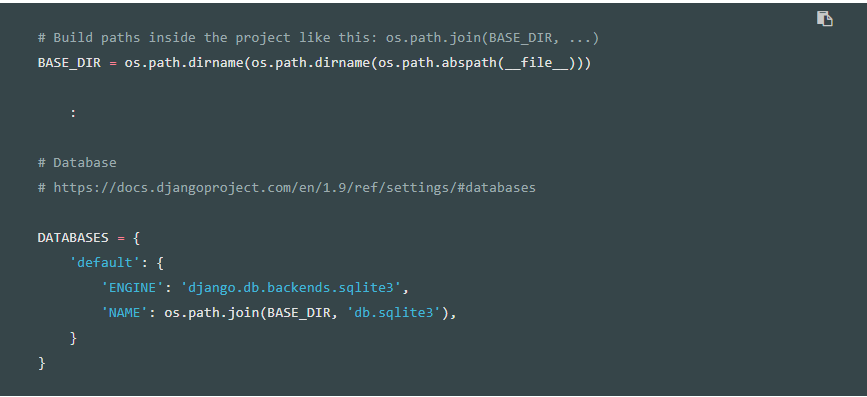 # Build paths inside the project like this: os.path.join(BASE_DIR, ...)
BASE_DIR = os.path.dirname(os.path.dirname(os.path.abspath(__file__)))
:
# Database
# https://docs.djangoproject.com/en/1.9/ref/settings/#databases
DATABASES = {
'default': {
'ENGINE': 'django.db.backends.sqlite3',
'NAME': os.path.join(BASE_DIR, 'db.sqlite3'),
}
}